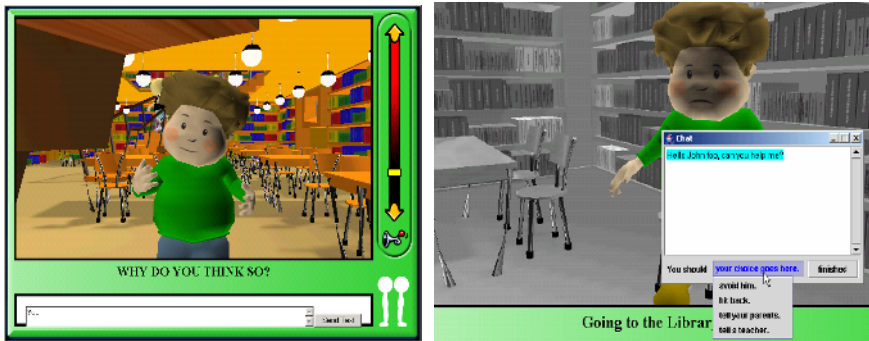 WHY DO YOU THINK SO?
Send Text
Chat
Hello John foo, can you help me?
You should your choice goes here. finished
avoid him.
hit back.
tell your parents.
tell a teacher.
Going to the Library